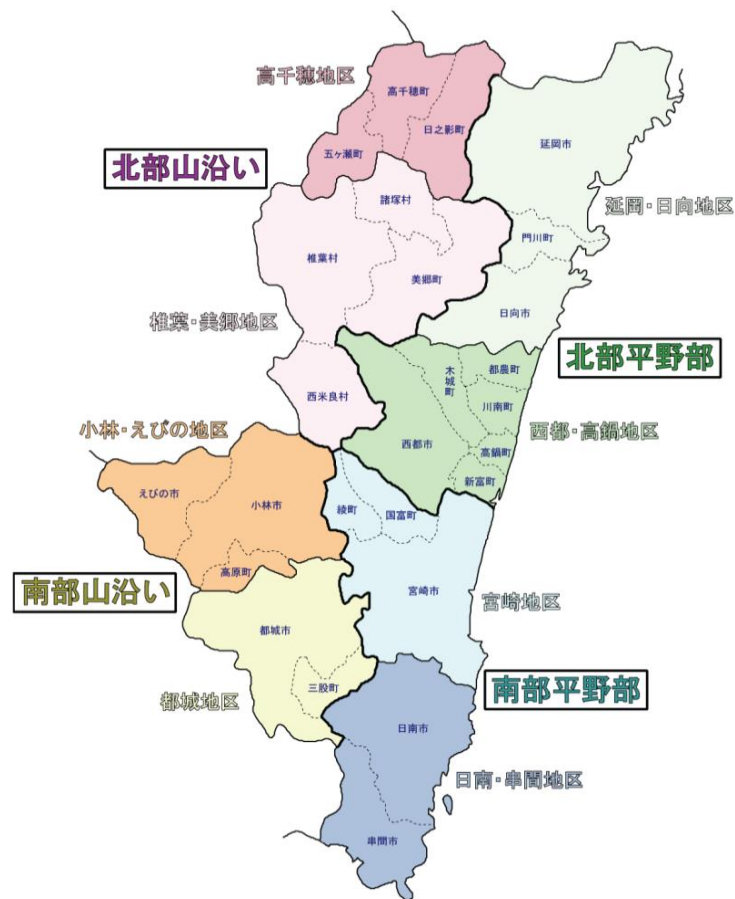 高千穂地区
高千穂町
日之影町
五ヶ瀬町
延岡市
北部山沿い
諸塚村
延岡・日向地区
門川町
椎葉村
美郷町
日向市
椎葉・美郷地区
北部平野部
都農町
木城町
西米良村
川南町
小林・えびの地区
西都市
高鍋町
西都・高鍋地区
新富町
えびの市
小林市
綾町
国富町
高原町
南部山沿い
宮崎市
宮崎地区
都城市
三股町
都城地区
南部平野部
日南市
日南・串間地区
串間市